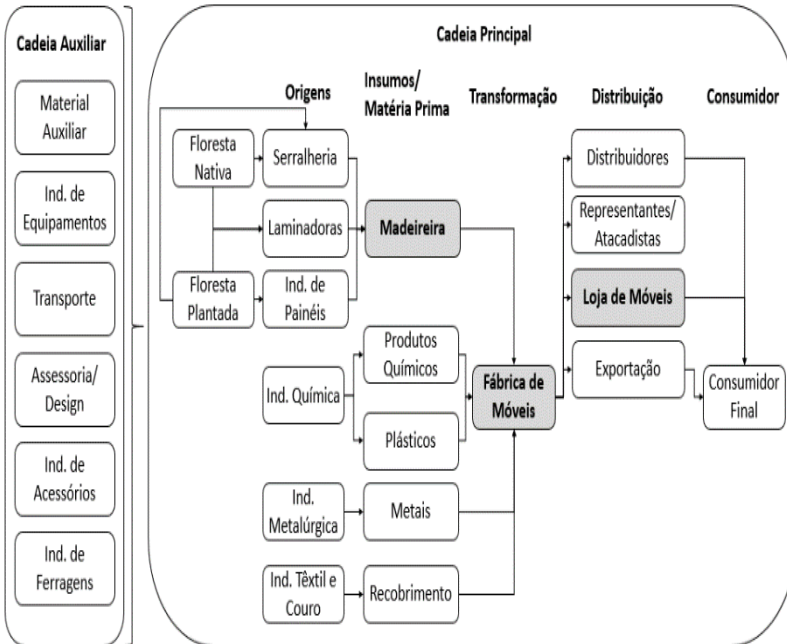 Cadeia Auxiliar
Material
Auxiliar
Ind. de
Equipamentos
Transporte
Assessoria/
Design
Ind. de
Acessórios
Ind. de
Ferragens
Cadeia Principal
Origens
Insumos/
Matéria Prima
Transformação
Distribuição
Consumidor
Floresta
Nativa
Serralheria
Laminadoras
Floresta
Plantada
Ind. de
Painéis
Madeireira
Ind. Química
Produtos
Químicos
Plásticos
Ind.
Metalúrgica
Metais
Ind. Têxtil e
Couro
Recobrimento
Fábrica de
Móveis
Distribuidores
Representantes/
Atacadistas
Loja de Móveis
Exportação
Consumidor
Final